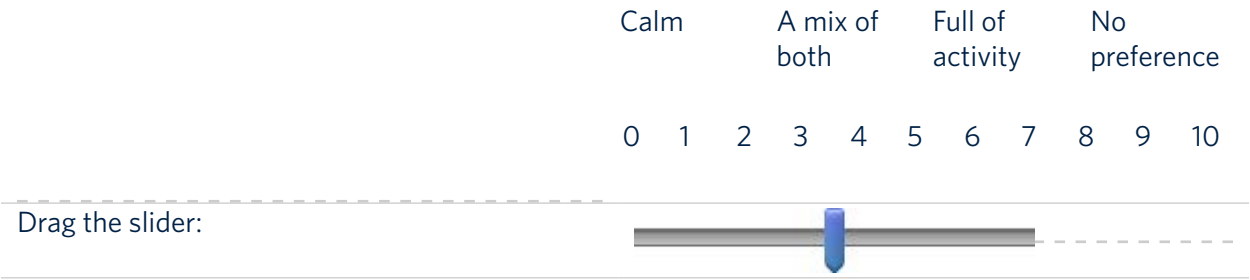 Calm A mix of both Full of activity No preference
0 1 2 3 4 5 6 7 8 9 10
Drag the slider: